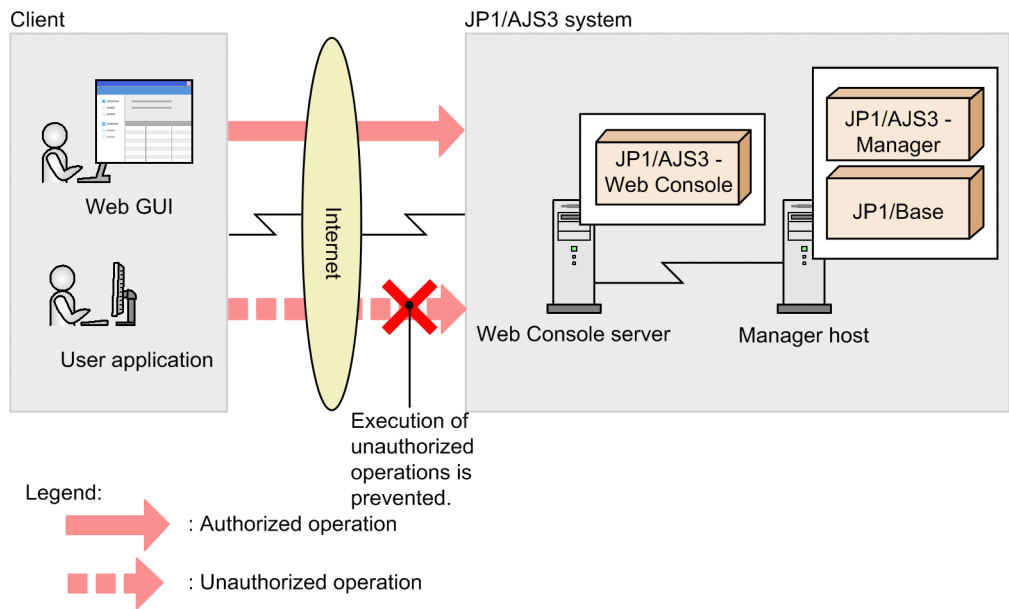 Client
JP1/AJS3 system
Web GUI
User application
Internet
JP1/AJS3 -
Web Console
JP1/AJS3 -
Manager
JP1/Base
Web Console server
Manager host
Execution of
unauthorized
operations is
prevented.
Legend:
: Authorized operation
: Unauthorized operation